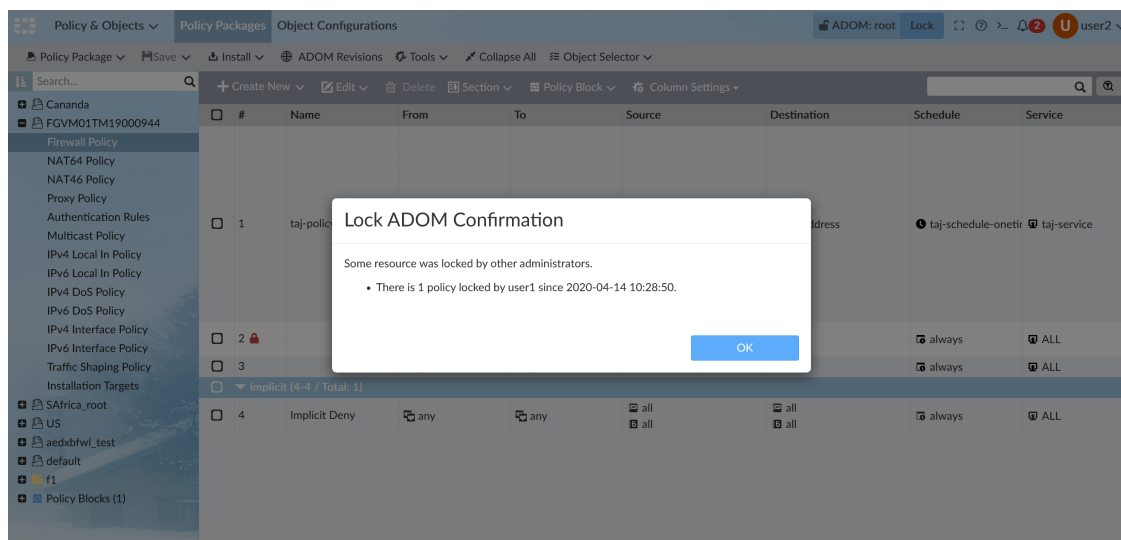 Policy & Objects Policy Packages Object Configurations ADOM: root Lock 2 U user2
Policy Package Save Install ADOM Revisions Tools Collapse All Object Selector
Search... Create New Edit Delete Section Policy Block Column Settings
# Name From To Source Destination Schedule Service
Cananda
FGVM01TM19000944
Firewall Policy
NAT64 Policy
NAT46 Policy
Proxy Policy
Authentication Rules
Multicast Policy
IPv4 Local In Policy
IPv6 Local In Policy
IPv4 DoS Policy
IPv6 DoS Policy
IPv4 Interface Policy
IPv6 Interface Policy
Traffic Shaping Policy
Installation Targets
SAfrica_root
US
aedxbfwl_test
default
f1
Policy Blocks (1)
1 taj-polic ddress taj-schedule-onetir taj-service
Lock ADOM Confirmation
Some resource was locked by other administrators.
• There is 1 policy locked by user1 since 2020-04-14 10:28:50.
OK
2 always ALL
3 always ALL
Implicit (4-4 / Total: 1)
4 Implicit Deny any any all all always ALL
all all